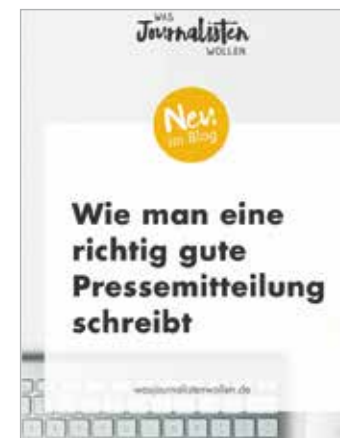 WAS
Journalisten
WOLLEN
Neu
im Blog
Wie man eine
richtig gute
Pressemitteilung
schreibt
wasjournalistenwollen.de